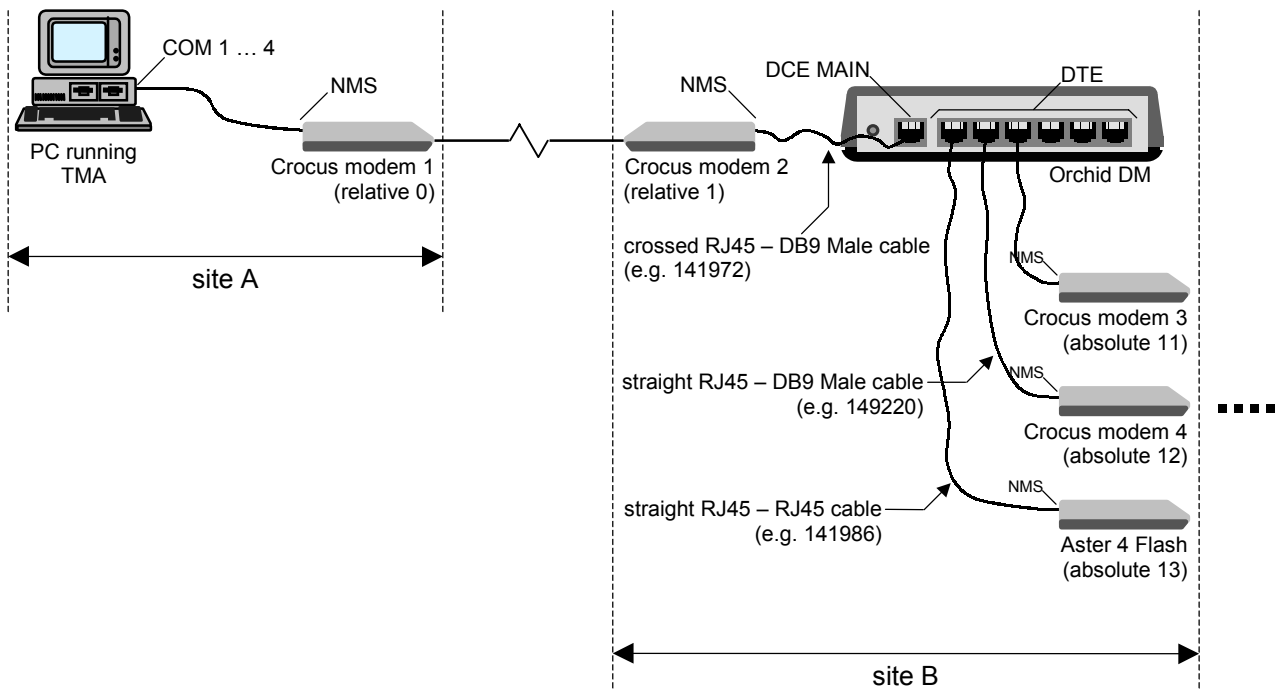 COM 1 … 4
NMS
PC running
TMA
Crocus modem 1
(relative 0)
site A
NMS
DCE MAIN
DTE
Crocus modem 2
(relative 1)
Orchid DM
crossed RJ45 – DB9 Male cable
(e.g. 141972)
NMS
Crocus modem 3
(absolute 11)
straight RJ45 – DB9 Male cable
(e.g. 149220)
NMS
Crocus modem 4
(absolute 12)
straight RJ45 – RJ45 cable
(e.g. 141986)
NMS
Aster 4 Flash
(absolute 13)
site B